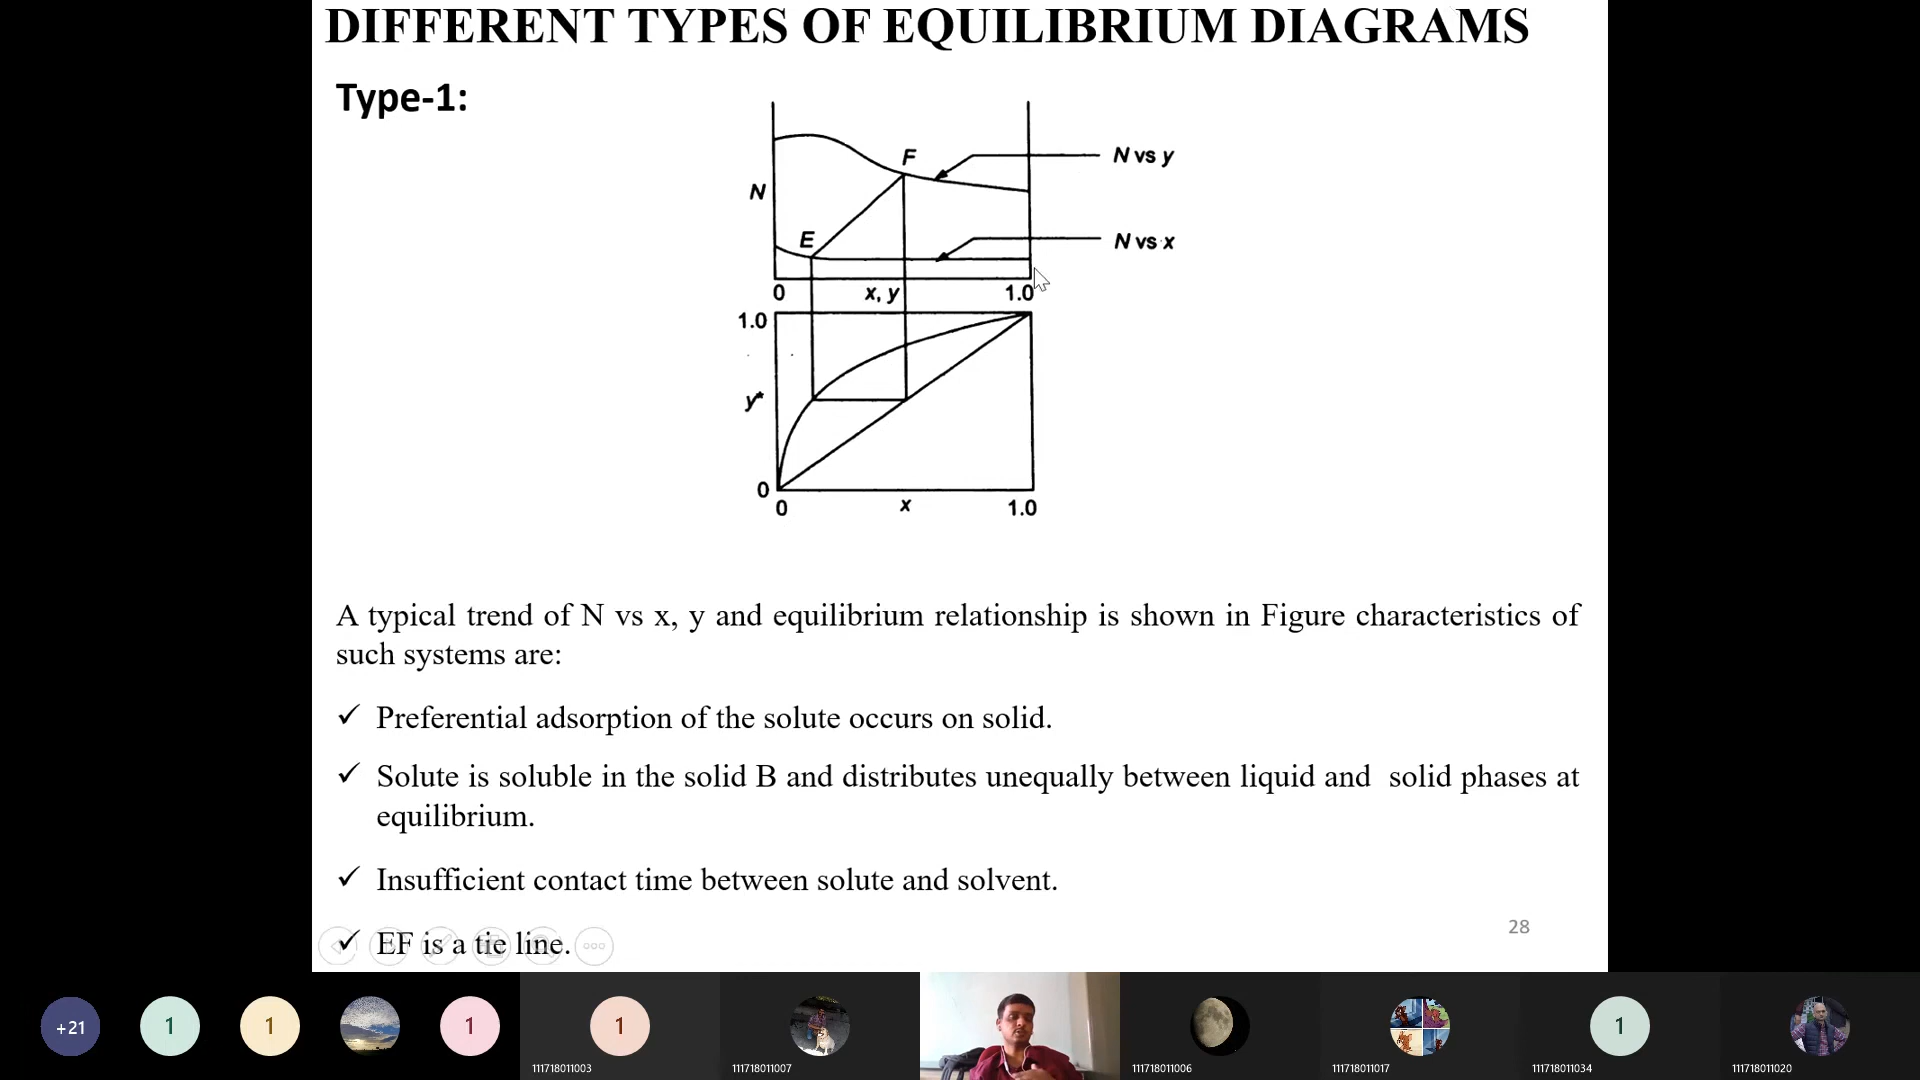 DIFFERENT TYPES OF EQUILIBRIUM DIAGRAMS
Type-1:
F
N vs y
N
E
N vs x
0
x, y
1.0
1.0
y*
0
0
x
1.0
A typical trend of N vs x, y and equilibrium relationship is shown in Figure characteristics of
such systems are:
✓ Preferential adsorption of the solute occurs on solid.
✓ Solute is soluble in the solid B and distributes unequally between liquid and solid phases at
equilibrium.
✓ Insufficient contact time between solute and solvent.
28
✓ EF is a tie line.
+21
1
1
1
1
1
111718011003
111718011007
111718011006
111718011017
111718011034
111718011020